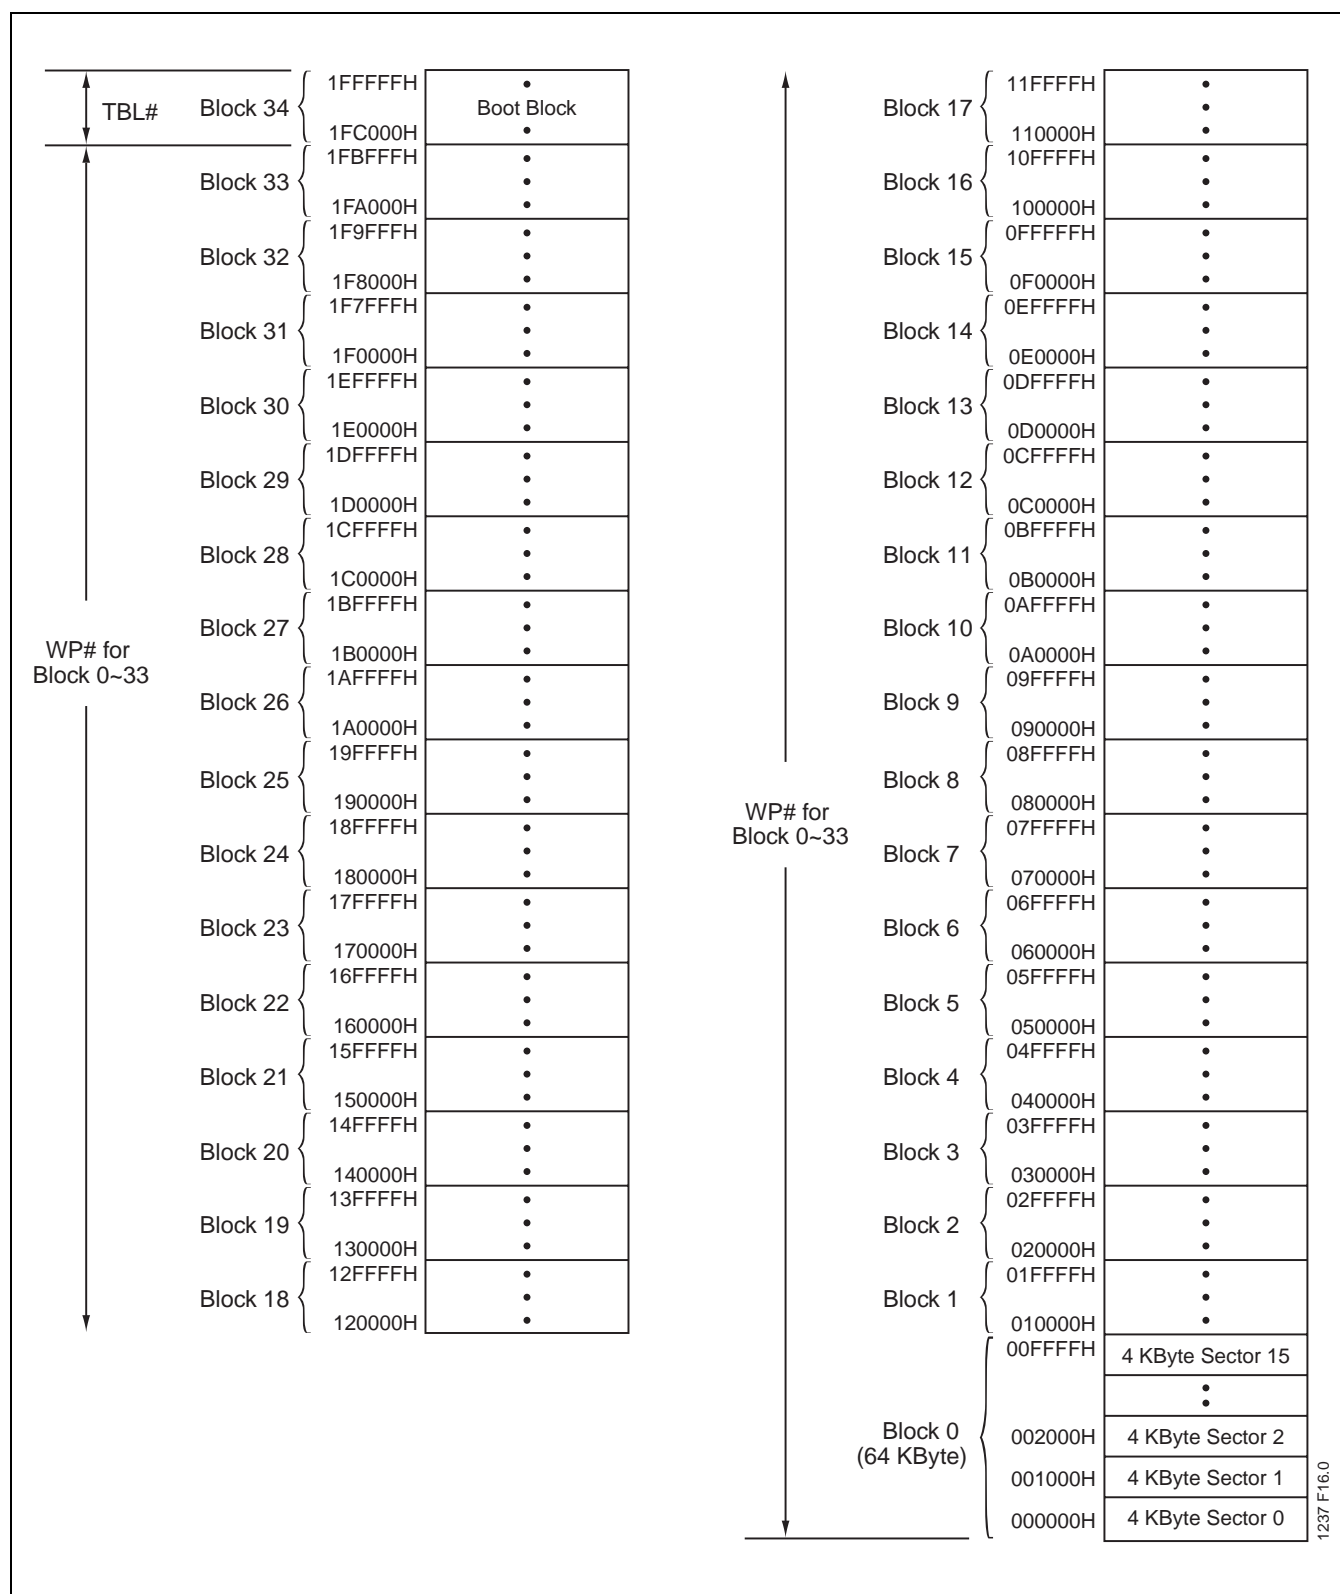 TBL#
WP# for
Block 0~33
Block 34
1FFFFFH
Boot Block
1FC000H
Block 33
1FBFFFH
1FA000H
Block 32
1F9FFFH
1F8000H
Block 31
1F7FFFH
1F0000H
Block 30
1EFFFFH
1E0000H
Block 29
1DFFFFH
1D0000H
Block 28
1CFFFFH
1C0000H
Block 27
1BFFFFH
1B0000H
Block 26
1AFFFFH
1A0000H
Block 25
19FFFFH
190000H
Block 24
18FFFFH
180000H
Block 23
17FFFFH
170000H
Block 22
16FFFFH
160000H
Block 21
15FFFFH
150000H
Block 20
14FFFFH
140000H
Block 19
13FFFFH
130000H
Block 18
12FFFFH
120000H
WP# for
Block 0~33
Block 17
11FFFFH
110000H
Block 16
10FFFFH
100000H
Block 15
0FFFFFH
0F0000H
Block 14
0EFFFFH
0E0000H
Block 13
0DFFFFH
0D0000H
Block 12
0CFFFFH
0C0000H
Block 11
0BFFFFH
0B0000H
Block 10
0AFFFFH
0A0000H
Block 9
09FFFFH
090000H
Block 8
08FFFFH
080000H
Block 7
07FFFFH
070000H
Block 6
06FFFFH
060000H
Block 5
05FFFFH
050000H
Block 4
04FFFFH
040000H
Block 3
03FFFFH
030000H
Block 2
02FFFFH
020000H
Block 1
01FFFFH
010000H
Block 0
(64 KByte)
00FFFFH
4 KByte Sector 15
002000H
4 KByte Sector 2
001000H
4 KByte Sector 1
000000H
4 KByte Sector 0
1237 F16.0